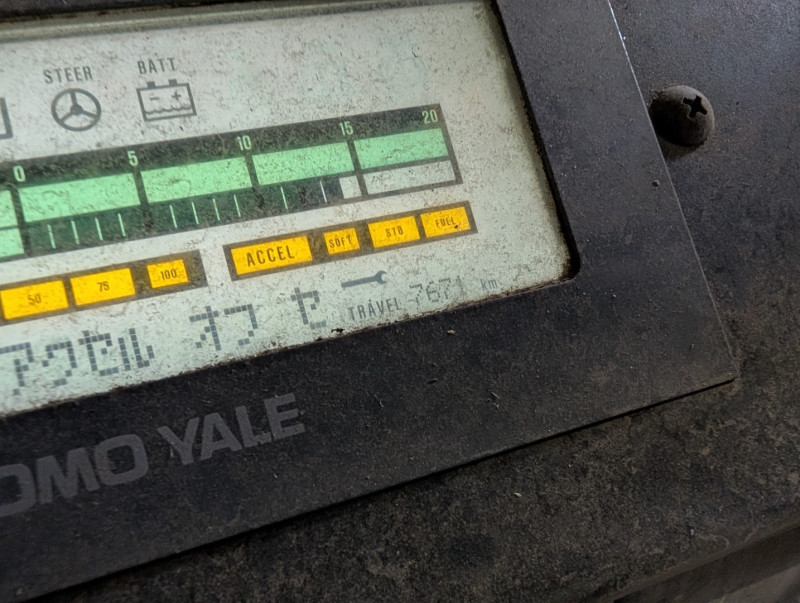 STEER BATT
0 5 10 15 20
50 75 100 ACCEL SOFT STD FULL
アクセル オフ セ TRAVEL 7671 km
OMO YALE